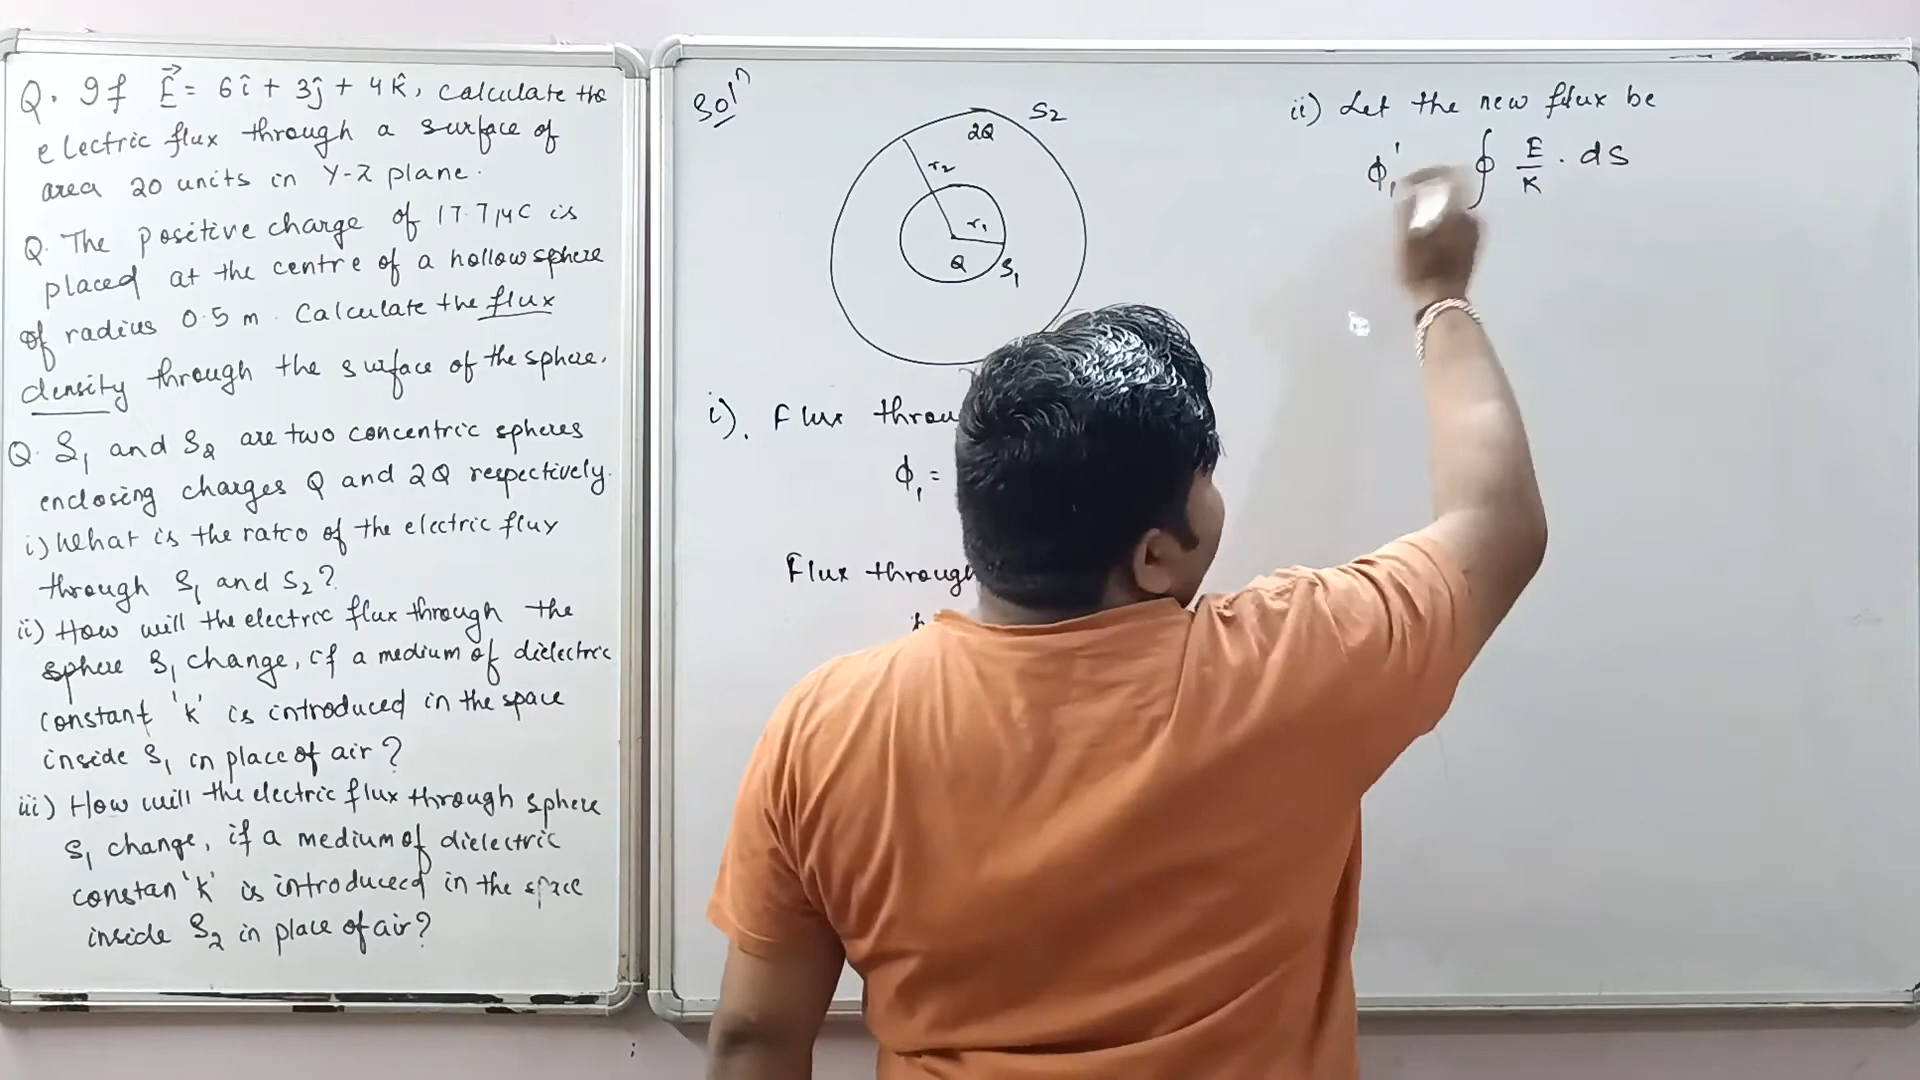 Q. If E⃗ = 6î + 3ĵ + 4k̂, calculate the
electric flux through a surface of
area 20 units in Y-Z plane.
Q. The positive charge of 17.7 μC is
placed at the centre of a hollow sphere
of radius 0.5 m. Calculate the flux
density through the surface of the sphere.
Q. S₁ and S₂ are two concentric spheres
enclosing charges Q and 2Q respectively.
i) What is the ratio of the electric flux
through S₁ and S₂?
ii) How will the electric flux through the
sphere S₁ change, if a medium of dielectric
constant 'K' is introduced in the space
inside S₁ in place of air?
iii) How will the electric flux through sphere
S₁ change, if a medium of dielectric
constan 'K' is introduceed in the space
inside S₂ in place of air?
Solⁿ
S₂
2Q
r₂
r₁
Q
S₁
i). Flux throu
ϕ₁ =
Flux through
ii) Let the new flux be
ϕ₁' ∮ E/K . ds